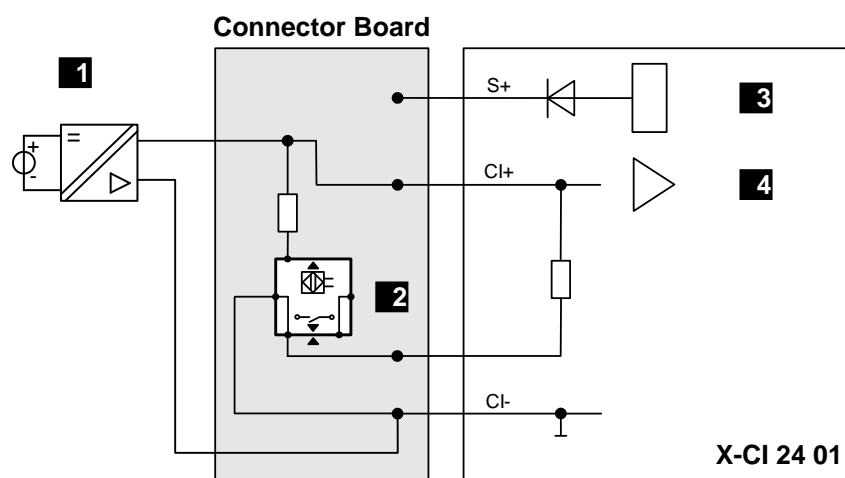 Connector Board
1
S+
3
=
+
-
CI+
4
2
CI-
X-CI 24 01